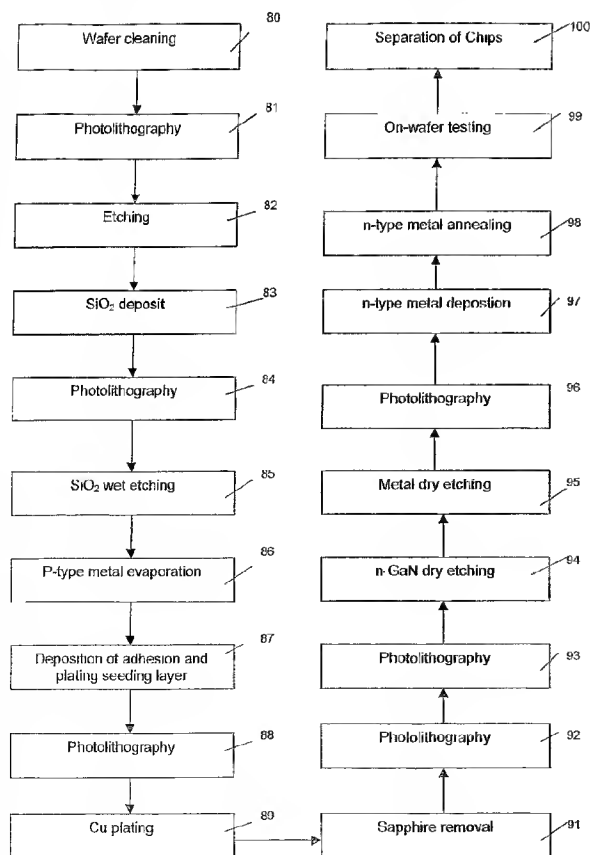 Wafer cleaning
80
Photolithography
81
Etching
82
SiO₂ deposit
83
Photolithography
84
SiO₂ wet etching
85
P-type metal evaporation
86
Deposition of adhesion and
plating seeding layer
87
Photolithography
88
Cu plating
89
Sapphire removal
91
Photolithography
92
Photolithography
93
n-GaN dry etching
94
Metal dry etching
95
Photolithography
96
n-type metal depostion
97
n-type metal annealing
98
On-wafer testing
99
Separation of Chips
100